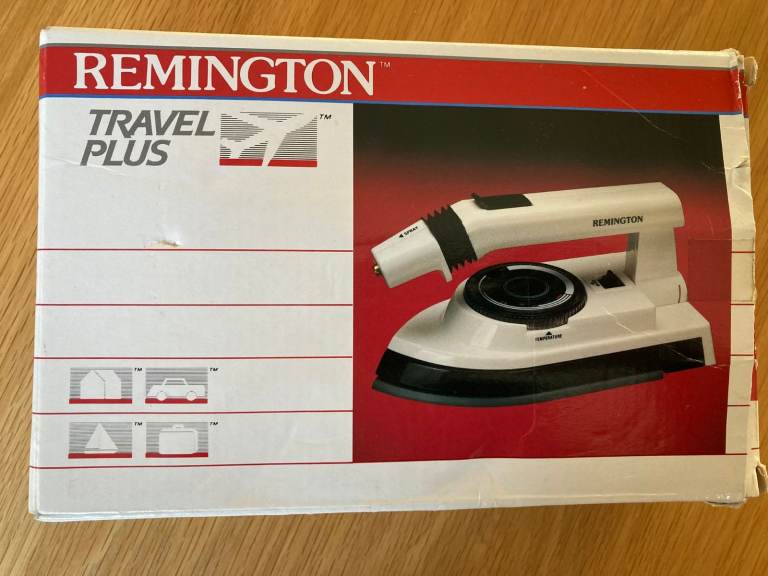 REMINGTON™
TRAVEL ™
PLUS
SPRAY
REMINGTON
TEMPERATURE
™ ™
™ ™